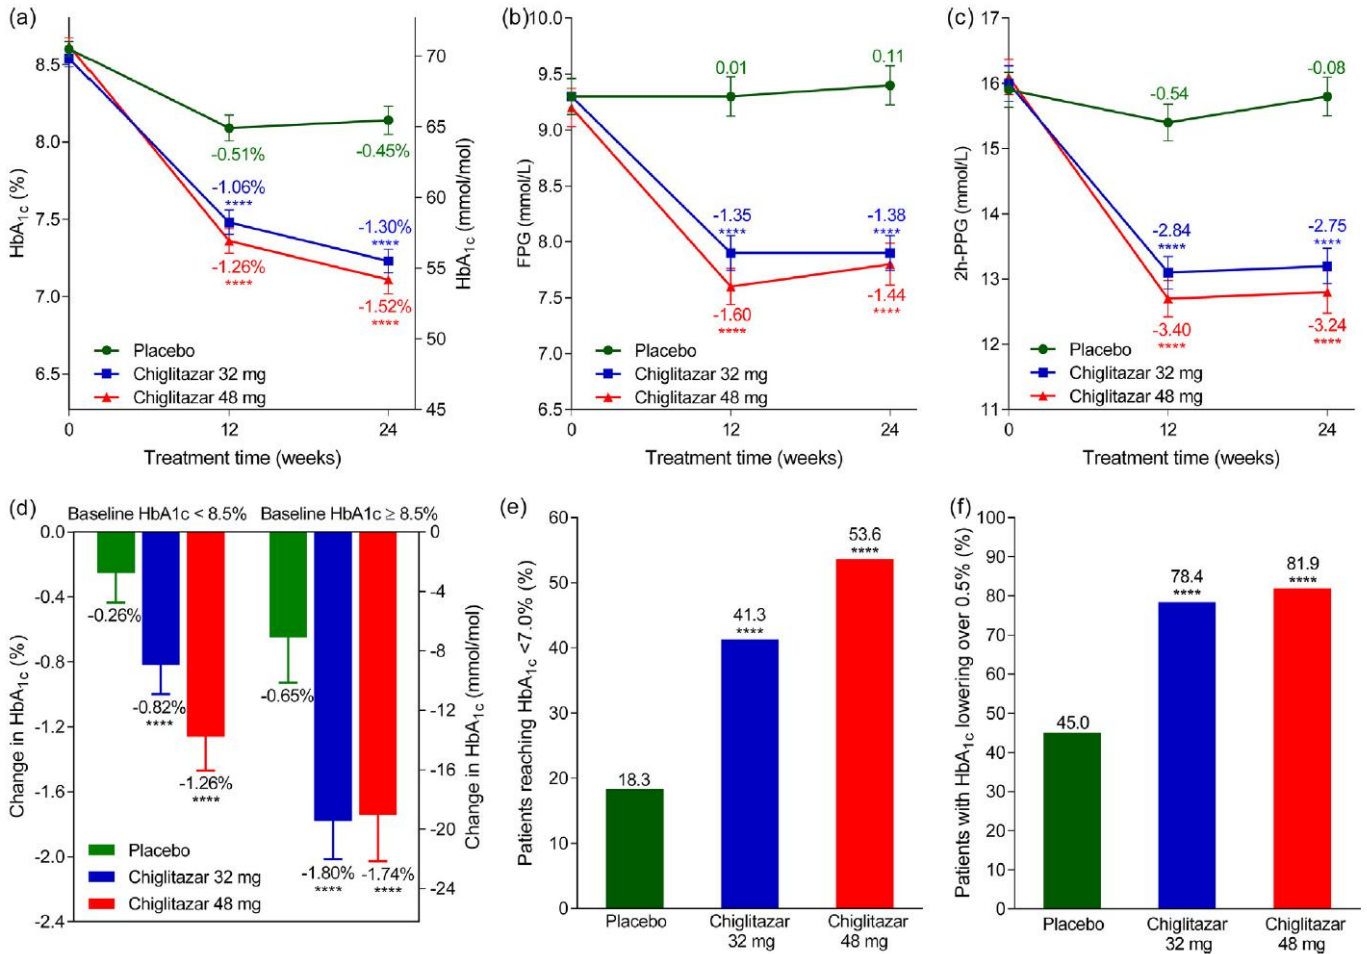 (a)
HbA1c (%)
8.5
8.0
7.5
7.0
6.5
70
65
60
55
50
45
HbA1c (mmol/mol)
-0.51%
-0.45%
-1.06%
****
-1.30%
****
-1.26%
****
-1.52%
****
Placebo
Chiglitazar 32 mg
Chiglitazar 48 mg
0
12
24
Treatment time (weeks)
(b)
FPG (mmol/L)
10.0
9.5
9.0
8.5
8.0
7.5
7.0
6.5
0.01
0.11
-1.35
****
-1.38
****
-1.60
****
-1.44
****
Placebo
Chiglitazar 32 mg
Chiglitazar 48 mg
0
12
24
Treatment time (weeks)
(c)
2h-PPG (mmol/L)
17
16
15
14
13
12
11
-0.54
-0.08
-2.84
****
-2.75
****
-3.40
****
-3.24
****
Placebo
Chiglitazar 32 mg
Chiglitazar 48 mg
0
12
24
Treatment time (weeks)
(d)
Baseline HbA1c < 8.5%
Baseline HbA1c ≥ 8.5%
Change in HbA1c (%)
0.0
-0.4
-0.8
-1.2
-1.6
-2.0
-2.4
0
-4
-8
-12
-16
-20
-24
Change in HbA1c (mmol/mol)
-0.26%
-0.82%
****
-1.26%
****
-0.65%
-1.80%
****
-1.74%
****
Placebo
Chiglitazar 32 mg
Chiglitazar 48 mg
(e)
Patients reaching HbA1c <7.0% (%)
60
50
40
30
20
10
0
18.3
41.3
****
53.6
****
Placebo
Chiglitazar
32 mg
Chiglitazar
48 mg
(f)
Patients with HbA1c lowering over 0.5% (%)
100
90
80
70
60
50
40
30
20
10
0
45.0
78.4
****
81.9
****
Placebo
Chiglitazar
32 mg
Chiglitazar
48 mg